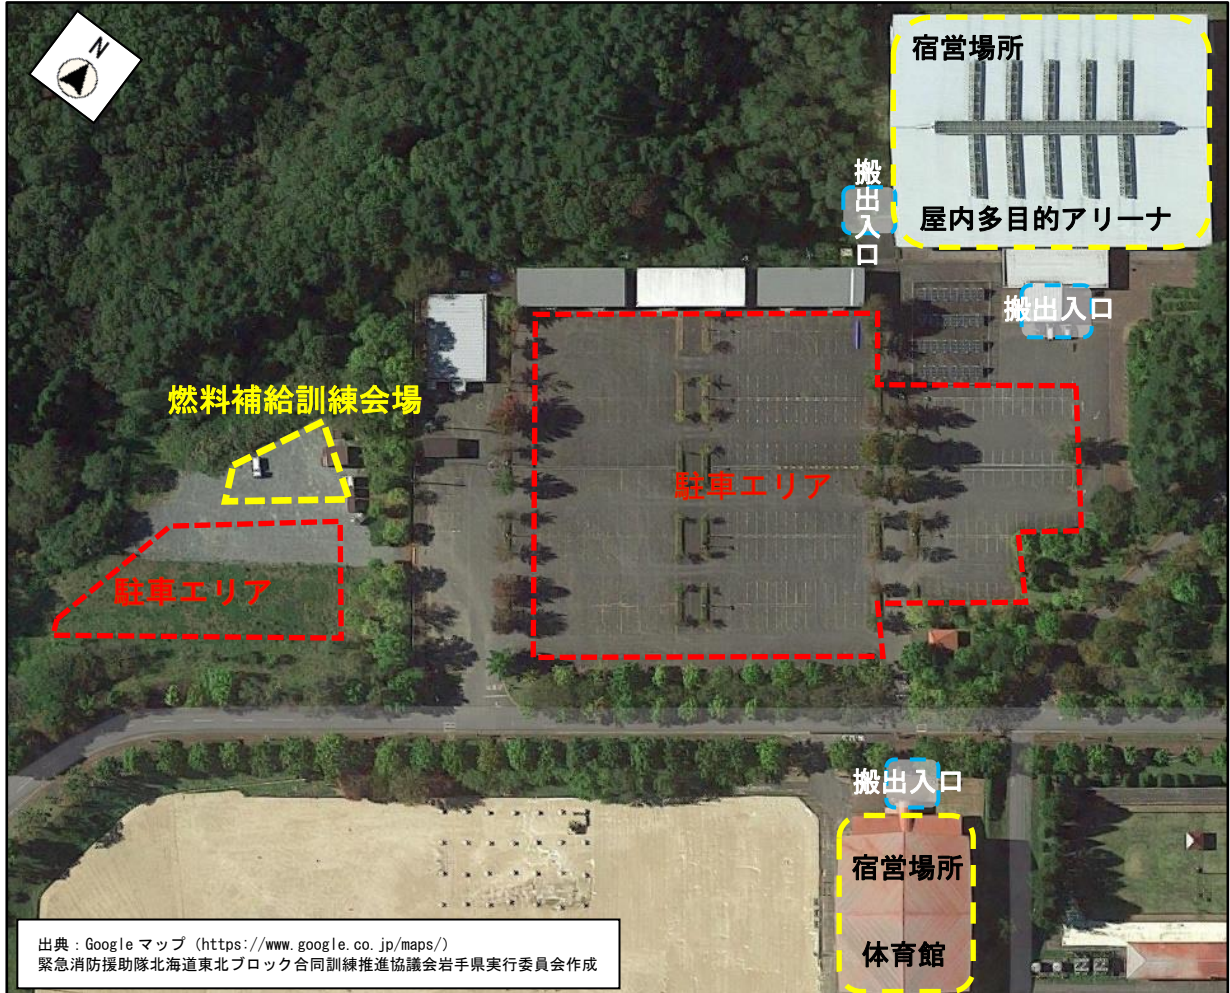 N
宿営場所
屋内多目的アリーナ
搬出入口
搬出入口
燃料補給訓練会場
駐車エリア
駐車エリア
搬出入口
宿営場所
体育館
出典：Google マップ（https://www.google.co.jp/maps/）
緊急消防援助隊北海道東北ブロック合同訓練推進協議会岩手県実行委員会作成